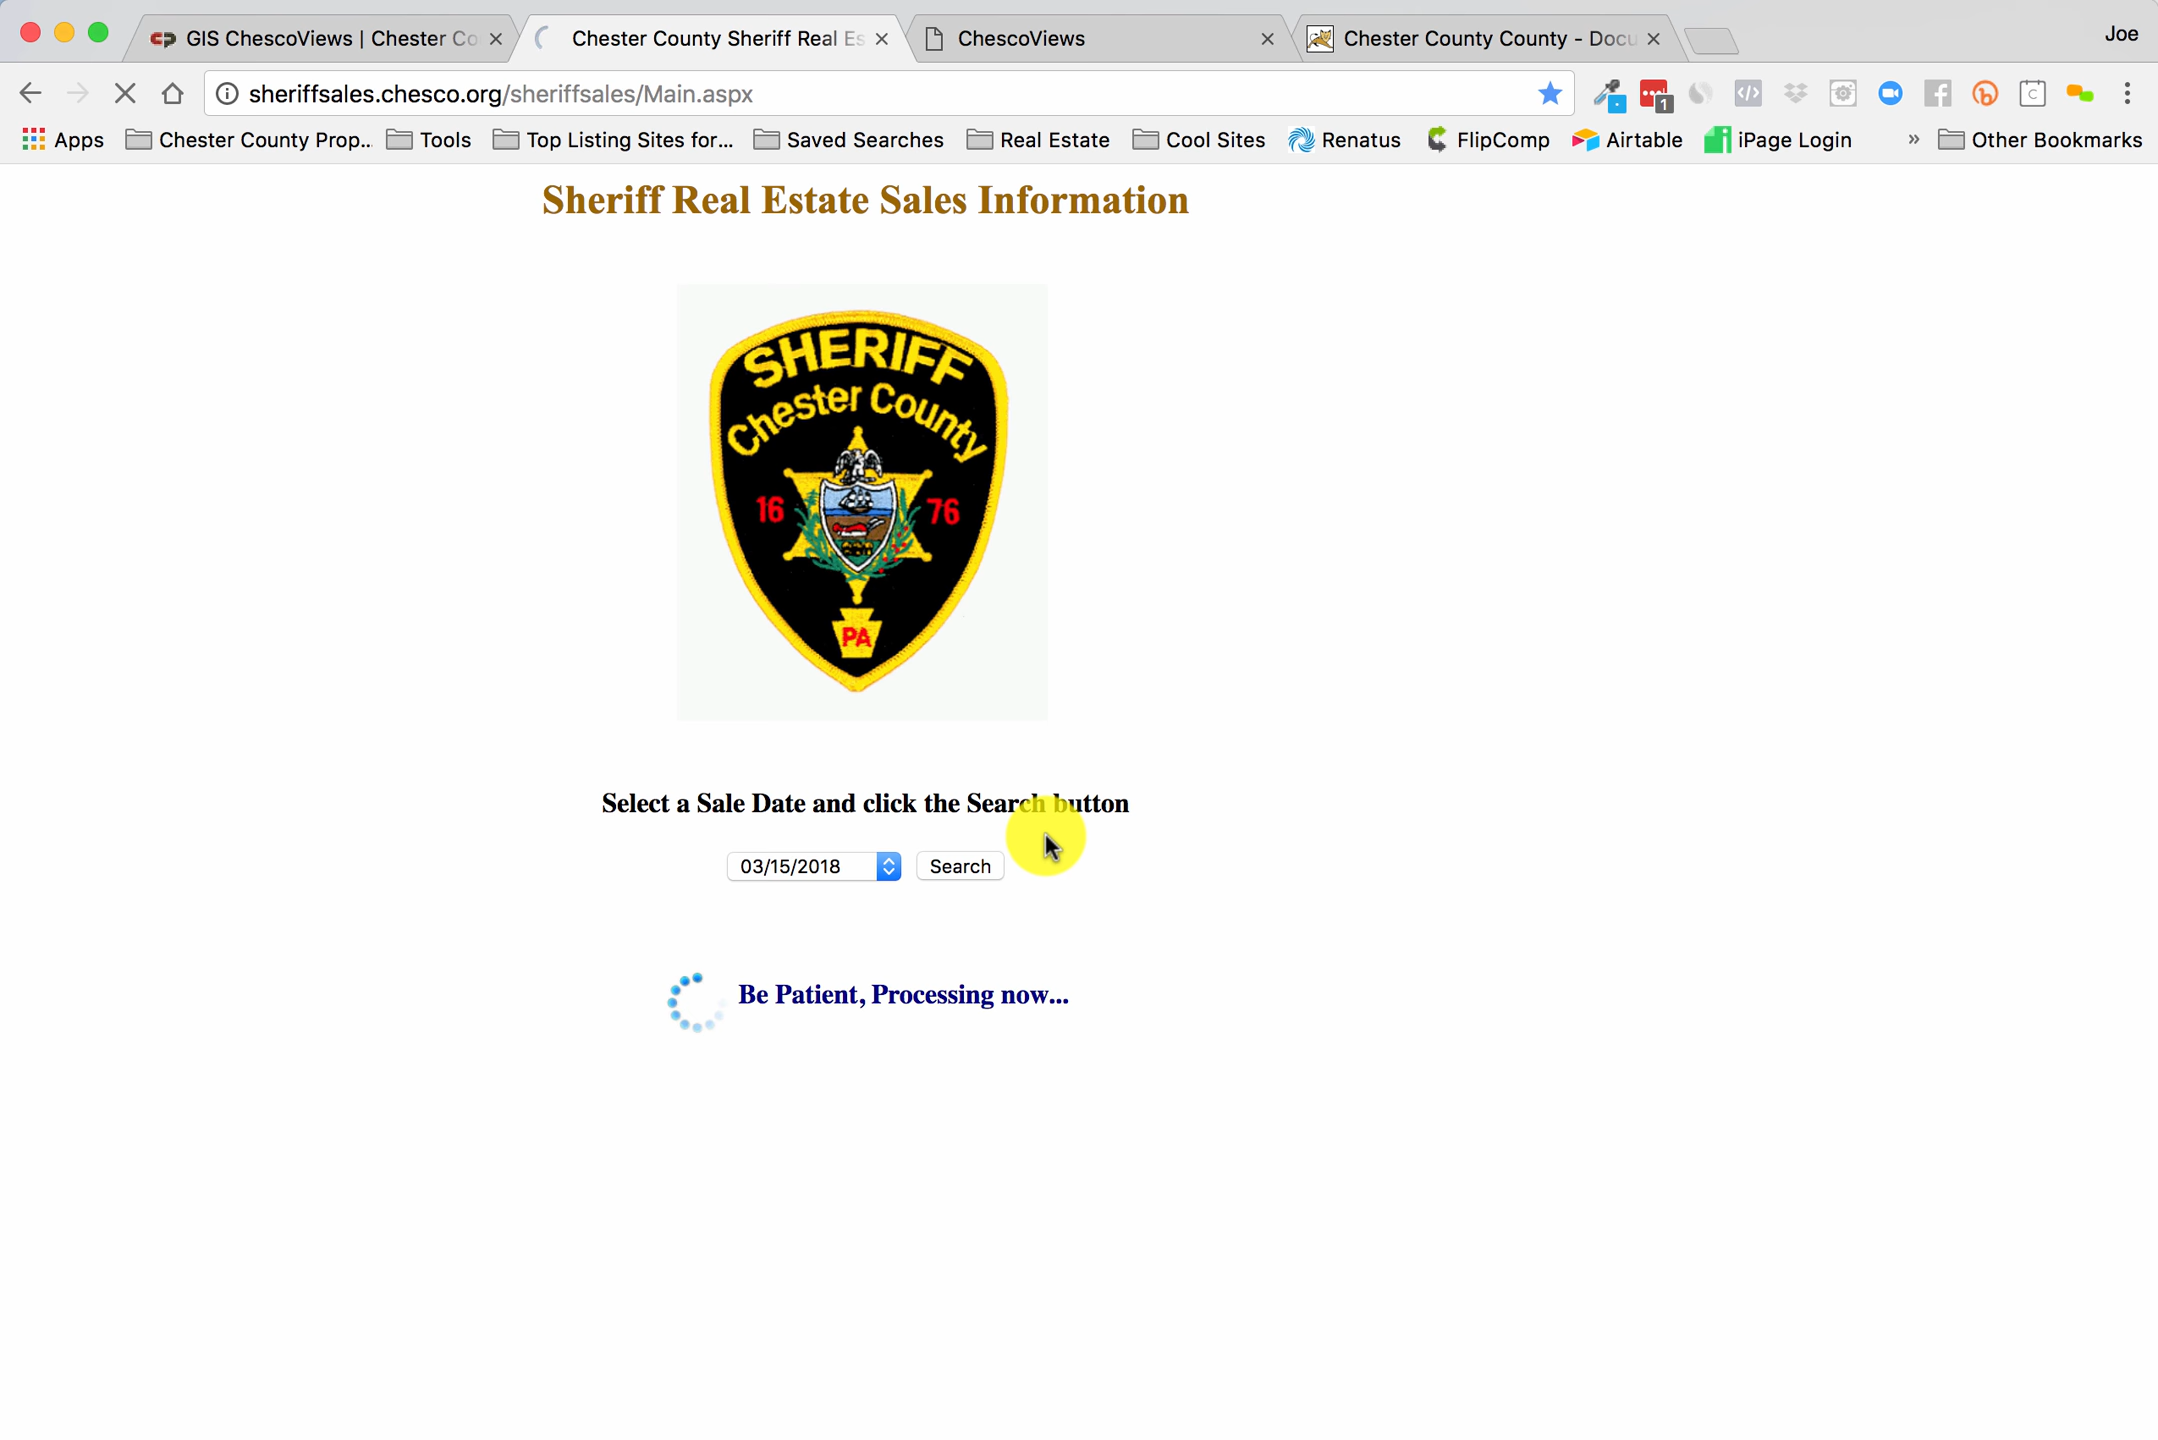 GIS ChescoViews | Chester Co
Chester County Sheriff Real Es
ChescoViews
Chester County County - Docu
Joe
sheriffsales.chesco.org/sheriffsales/Main.aspx
1
Apps
Chester County Prop...
Tools
Top Listing Sites for...
Saved Searches
Real Estate
Cool Sites
Renatus
FlipComp
Airtable
iPage Login
»
Other Bookmarks
Sheriff Real Estate Sales Information
SHERIFF
Chester County
16 76
PA
Select a Sale Date and click the Search button
03/15/2018
Search
Be Patient, Processing now...